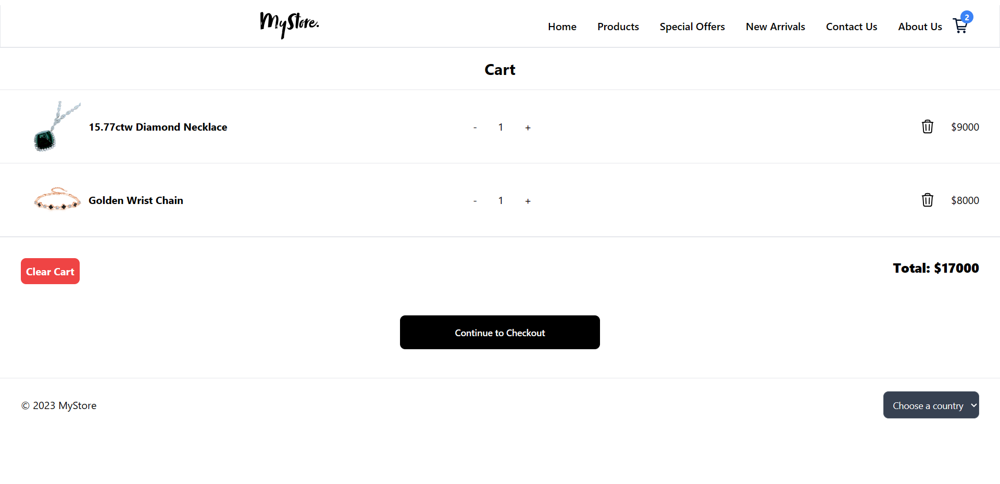 MyStore.
Home Products Special Offers New Arrivals Contact Us About Us 2
Cart
15.77ctw Diamond Necklace - 1 + $9000
Golden Wrist Chain - 1 + $8000
Clear Cart Total: $17000
Continue to Checkout
© 2023 MyStore Choose a country